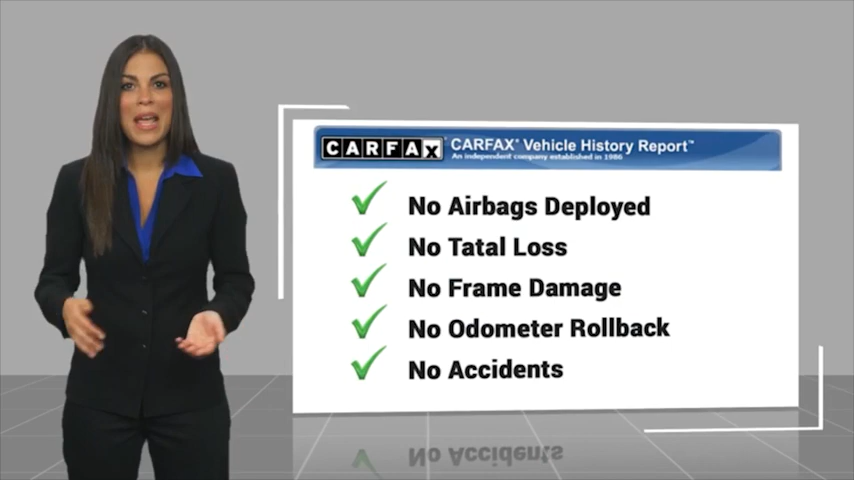 CARFAX CARFAX® Vehicle History Report™
An independent company established in 1986
No Airbags Deployed
No Tatal Loss
No Frame Damage
No Odometer Rollback
No Accidents
No Accidents